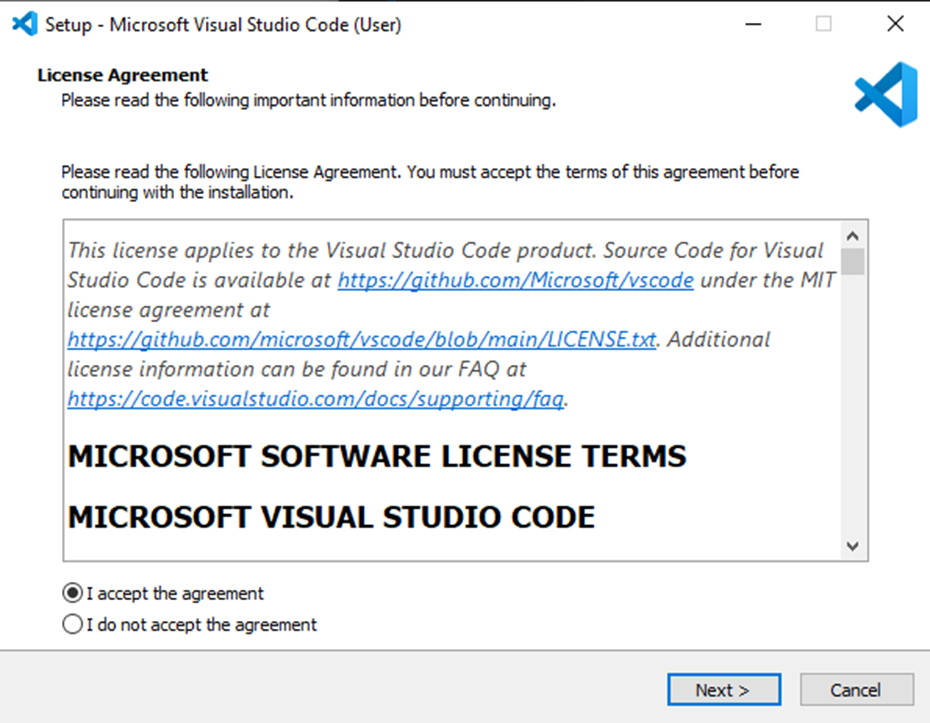 Setup - Microsoft Visual Studio Code (User)
License Agreement
Please read the following important information before continuing.
Please read the following License Agreement. You must accept the terms of this agreement before
continuing with the installation.
This license applies to the Visual Studio Code product. Source Code for Visual
Studio Code is available at https://github.com/Microsoft/vscode under the MIT
license agreement at
https://github.com/microsoft/vscode/blob/main/LICENSE.txt. Additional
license information can be found in our FAQ at
https://code.visualstudio.com/docs/supporting/faq.
MICROSOFT SOFTWARE LICENSE TERMS
MICROSOFT VISUAL STUDIO CODE
I accept the agreement
I do not accept the agreement
Next >
Cancel